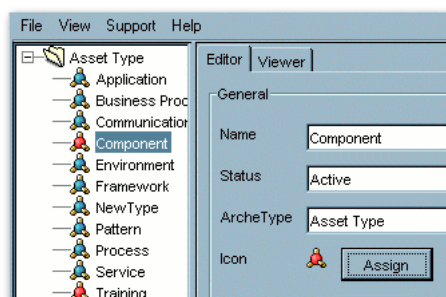 File View Support Help
Asset Type
Application
Business Proc
Communication
Component
Environment
Framework
NewType
Pattern
Process
Service
Training
Editor Viewer
General
Name Component
Status Active
ArcheType Asset Type
Icon Assign